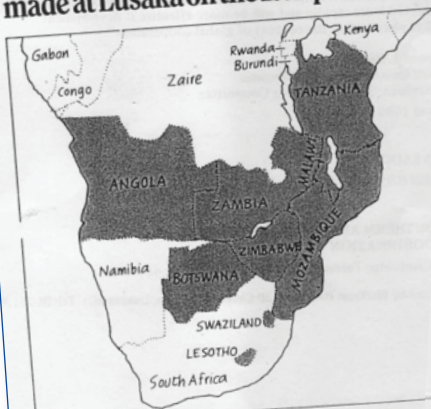 made at Lusaka on the
Gabon
Kenya
Rwanda
Burundi
Congo
Zaire
TANZANIA
ANGOLA
MALAWI
ZAMBIA
ZIMBABWE
MOZAMBIQUE
Namibia
BOTSWANA
SWAZILAND
LESOTHO
South Africa